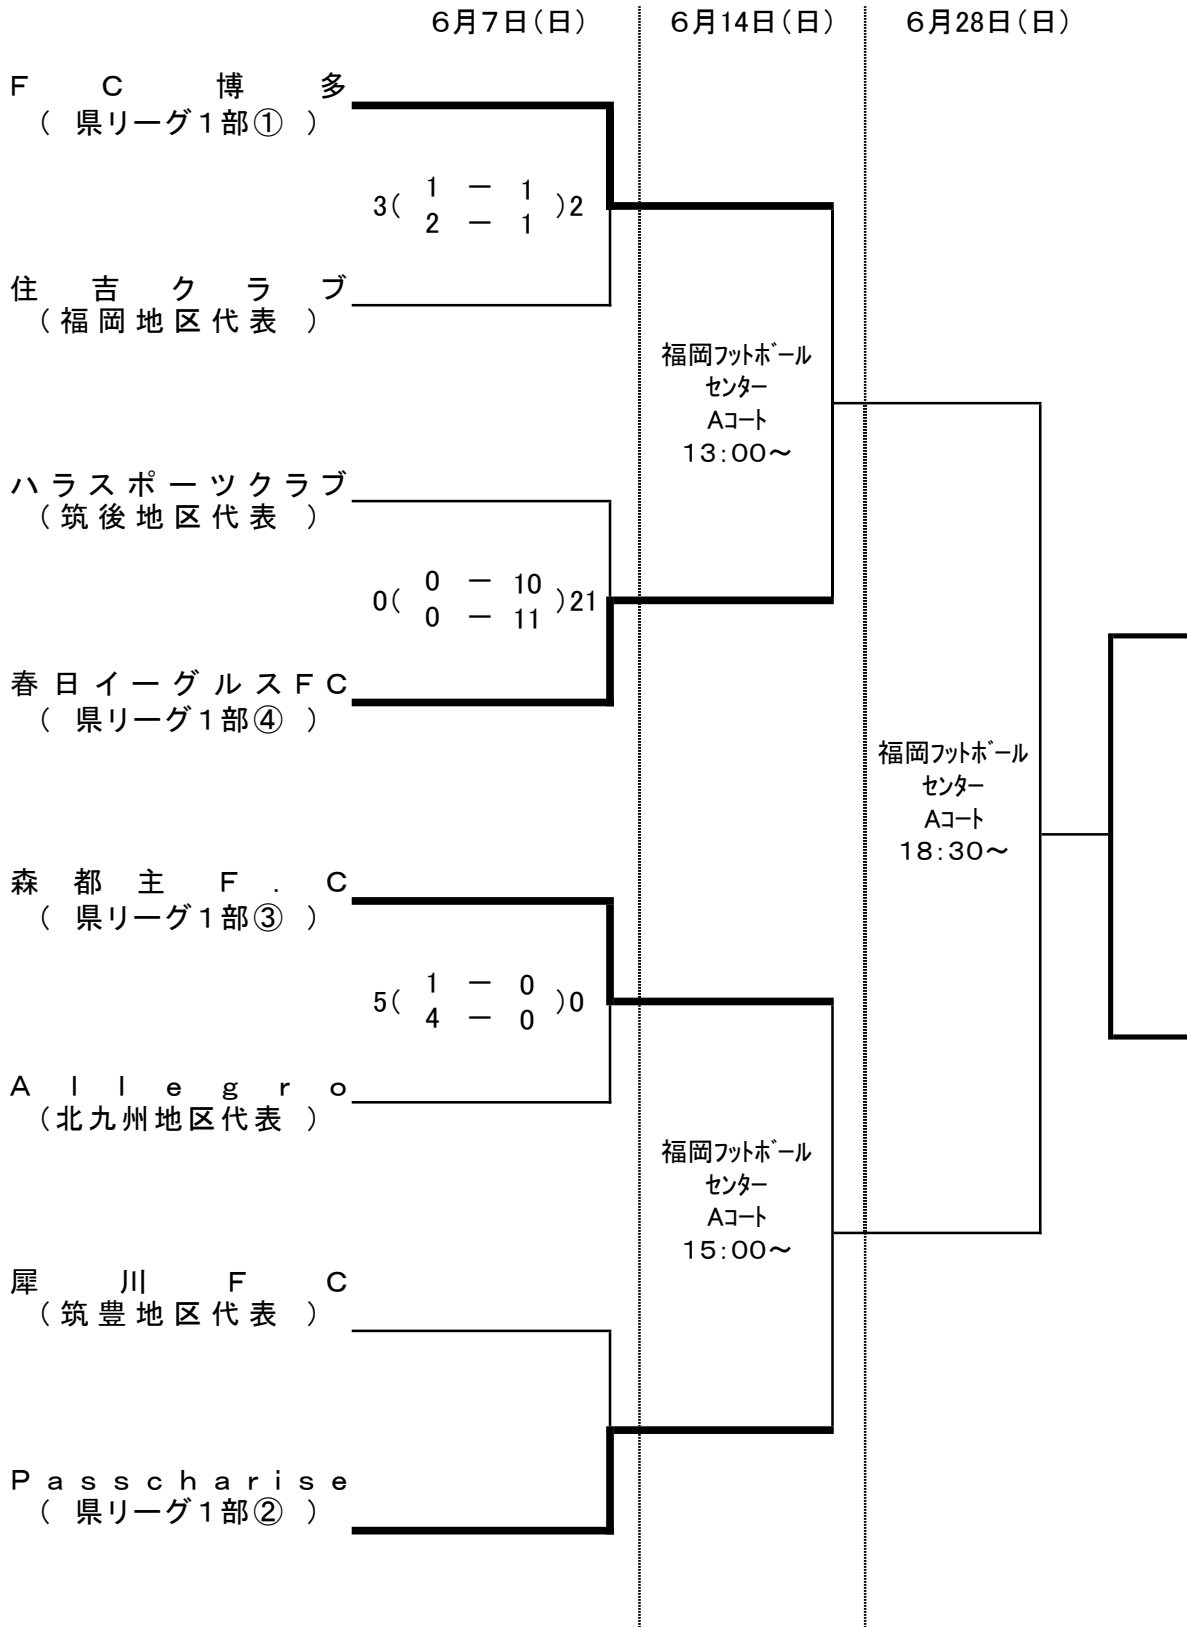 6月7日(日) 6月14日(日) 6月28日(日)
FC博多
( 県リーグ1部① )
1 ー 1
3( )2
2 ー 1
住吉クラブ
(福岡地区代表 )
福岡フットボール
センター
Aコート
13:00～
ハラスポーツクラブ
(筑後地区代表 )
0 ー 10
0( )21
0 ー 11
春日イーグルスFC
( 県リーグ1部④ )
福岡フットボール
センター
Aコート
18:30～
森都主F.C
( 県リーグ1部③ )
1 ー 0
5( )0
4 ー 0
Allegro
(北九州地区代表 )
福岡フットボール
センター
Aコート
15:00～
犀川FC
(筑豊地区代表 )
Passcharise
( 県リーグ1部② )